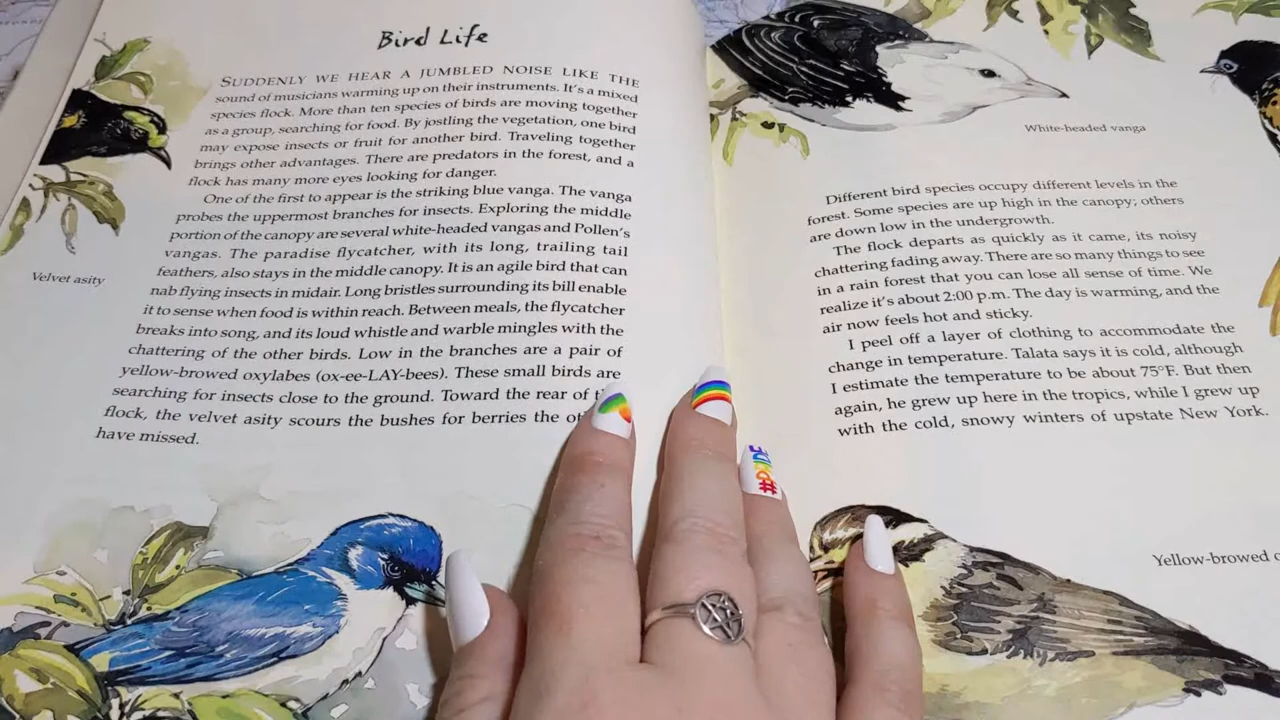 Bird Life
SUDDENLY WE HEAR A JUMBLED NOISE LIKE THE
sound of musicians warming up on their instruments. It's a mixed
species flock. More than ten species of birds are moving together
as a group, searching for food. By jostling the vegetation, one bird
may expose insects or fruit for another bird. Traveling together
brings other advantages. There are predators in the forest, and a
flock has many more eyes looking for danger.
One of the first to appear is the striking blue vanga. The vanga
probes the uppermost branches for insects. Exploring the middle
portion of the canopy are several white-headed vangas and Pollen's
vangas. The paradise flycatcher, with its long, trailing tail
feathers, also stays in the middle canopy. It is an agile bird that can
nab flying insects in midair. Long bristles surrounding its bill enable
it to sense when food is within reach. Between meals, the flycatcher
breaks into song, and its loud whistle and warble mingles with the
chattering of the other birds. Low in the branches are a pair of
yellow-browed oxylabes (ox-ee-LAY-bees). These small birds are
searching for insects close to the ground. Toward the rear of
flock, the velvet asity scours the bushes for berries the
have missed.
Velvet asity
White-headed vanga
Different bird species occupy different levels in the
forest. Some species are up high in the canopy; others
are down low in the undergrowth.
The flock departs as quickly as it came, its noisy
chattering fading away. There are so many things to see
in a rain forest that you can lose all sense of time. We
realize it's about 2:00 p.m. The day is warming, and the
air now feels hot and sticky.
I peel off a layer of clothing to accommodate the
change in temperature. Talata says it is cold, although
I estimate the temperature to be about 75°F. But then
again, he grew up here in the tropics, while I grew up
with the cold, snowy winters of upstate New York.
Yellow-browed
#PRIDE